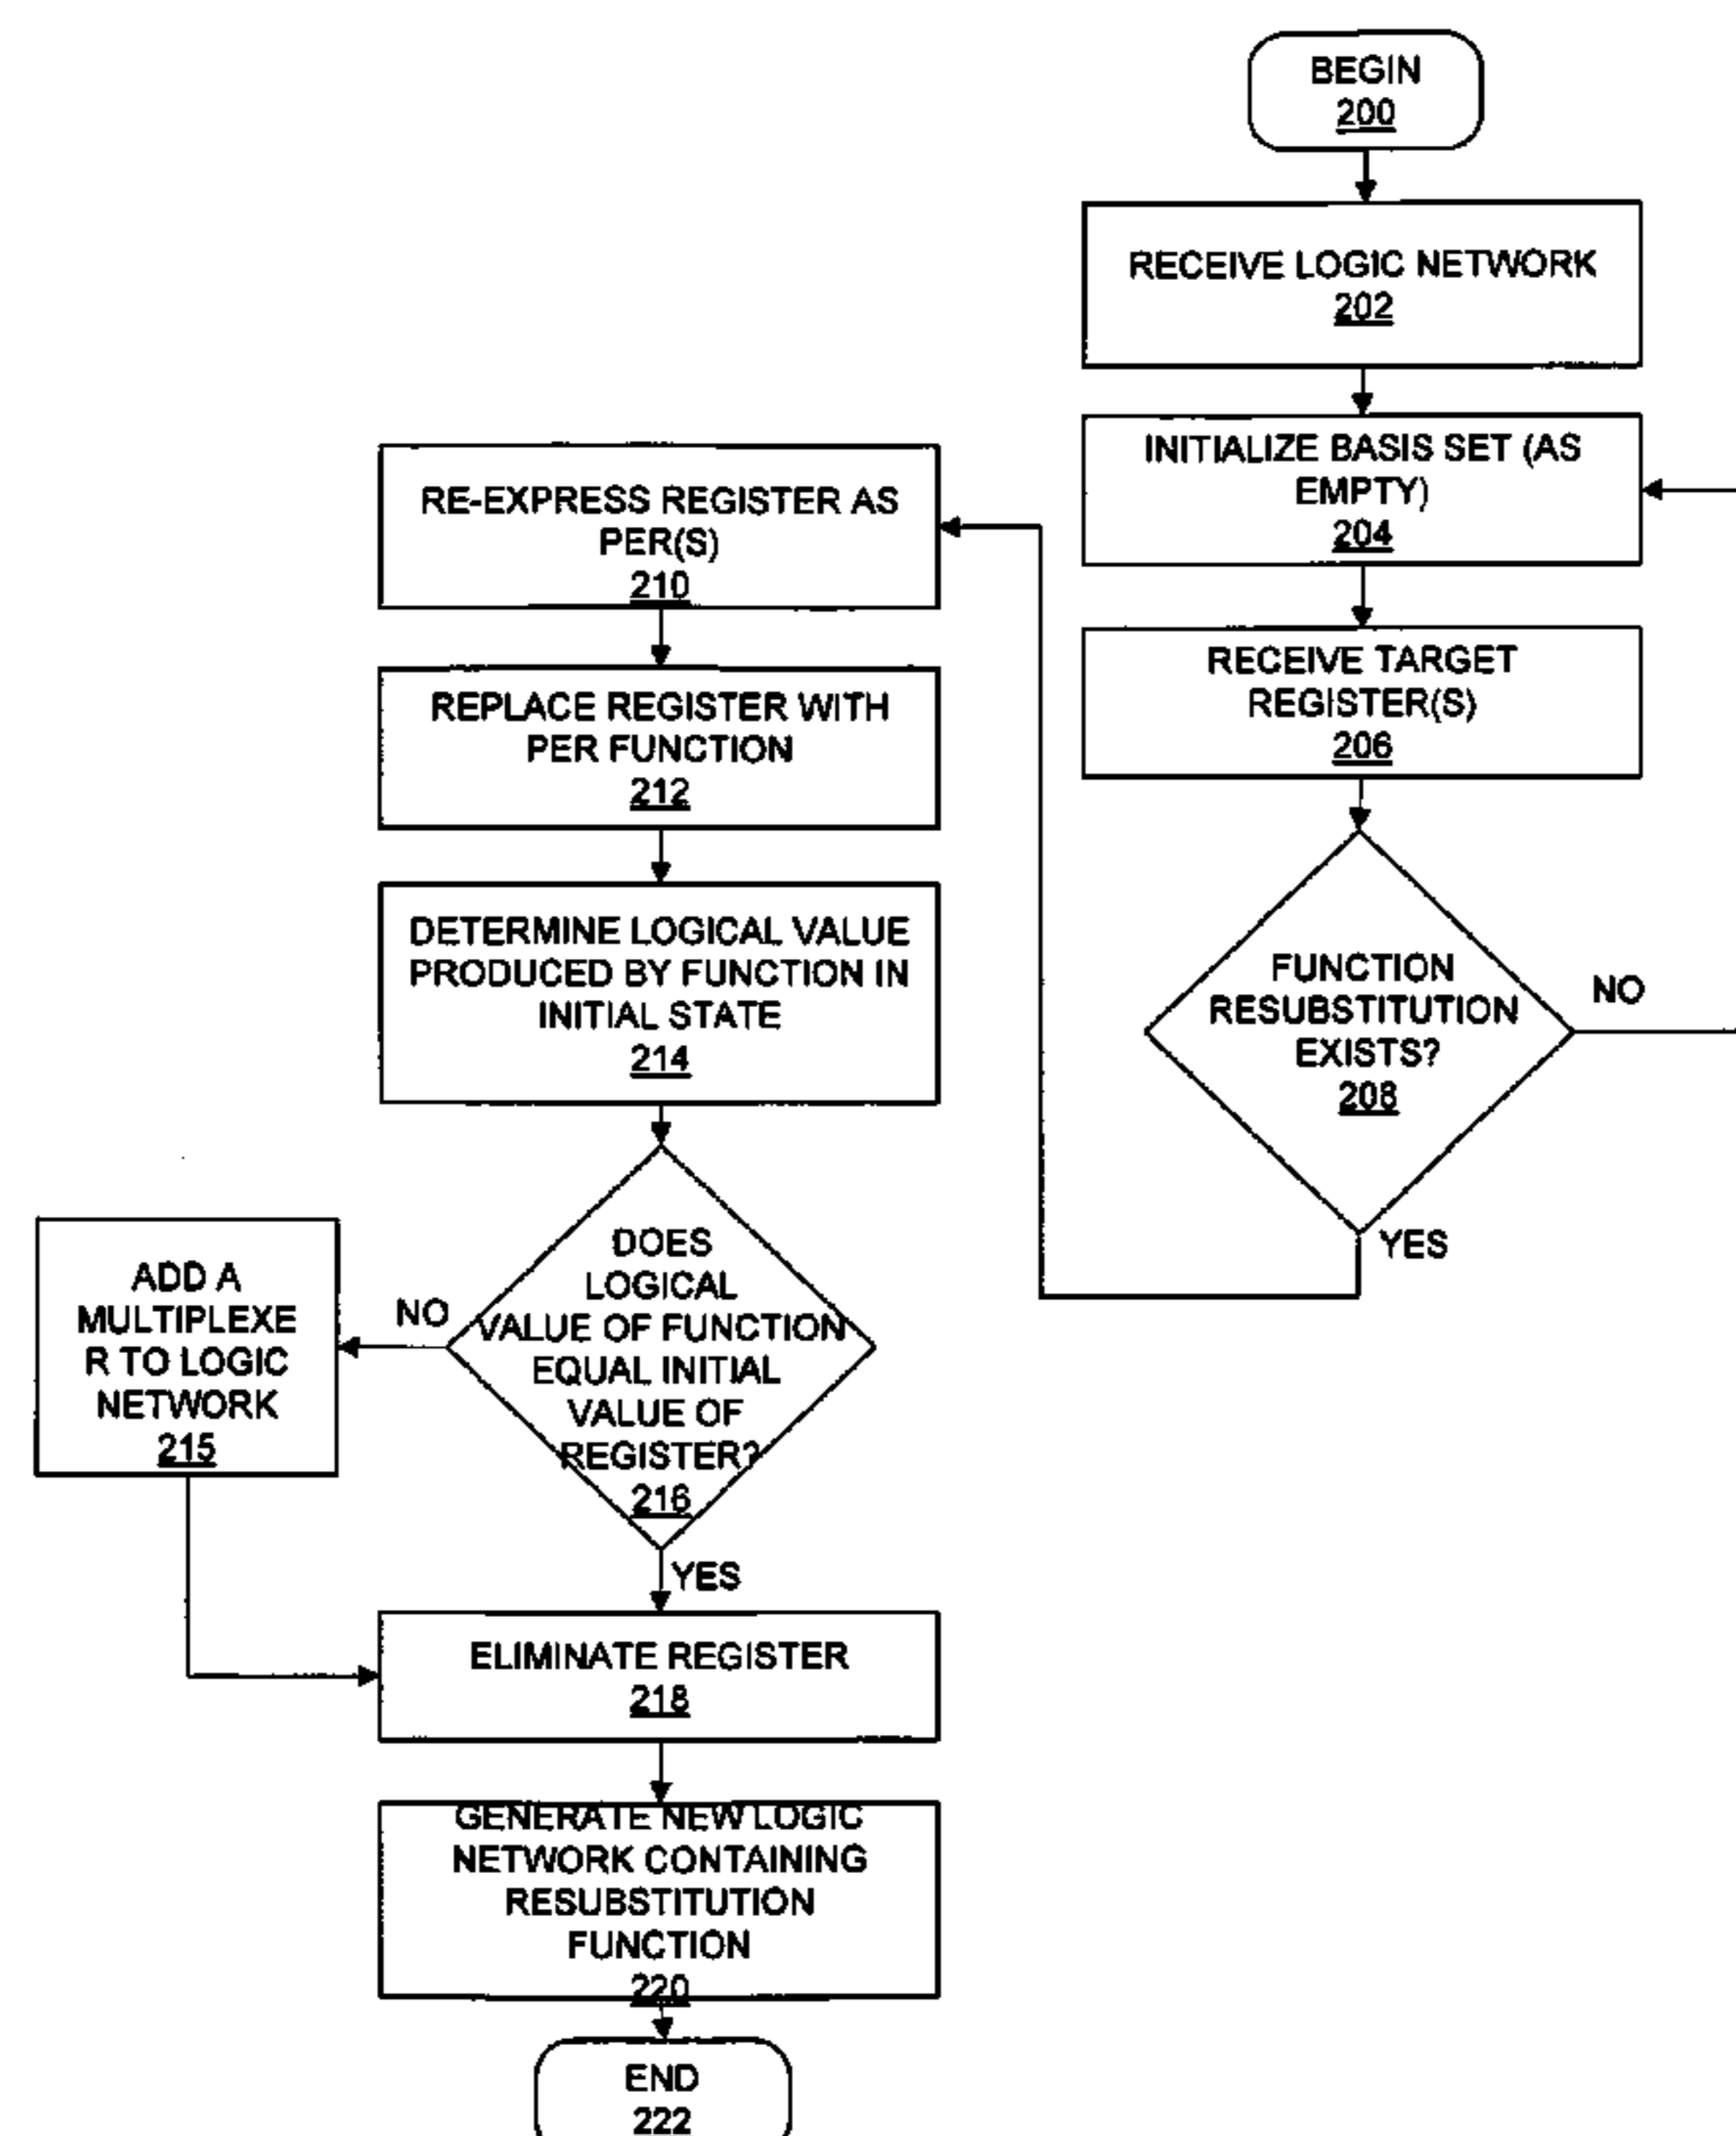 BEGIN
200
RECEIVE LOGIC NETWORK
202
INITIALIZE BASIS SET (AS
EMPTY)
204
RECEIVE TARGET
REGISTER(S)
206
FUNCTION
RESUBSTITUTION
EXISTS?
208
NO
YES
RE-EXPRESS REGISTER AS
PER(S)
210
REPLACE REGISTER WITH
PER FUNCTION
212
DETERMINE LOGICAL VALUE
PRODUCED BY FUNCTION IN
INITIAL STATE
214
DOES
LOGICAL
VALUE OF FUNCTION
EQUAL INITIAL
VALUE OF
REGISTER?
216
NO
ADD A
MULTIPLEXE
R TO LOGIC
NETWORK
215
YES
ELIMINATE REGISTER
218
GENERATE NEW LOGIC
NETWORK CONTAINING
RESUBSTITUTION
FUNCTION
220
END
222